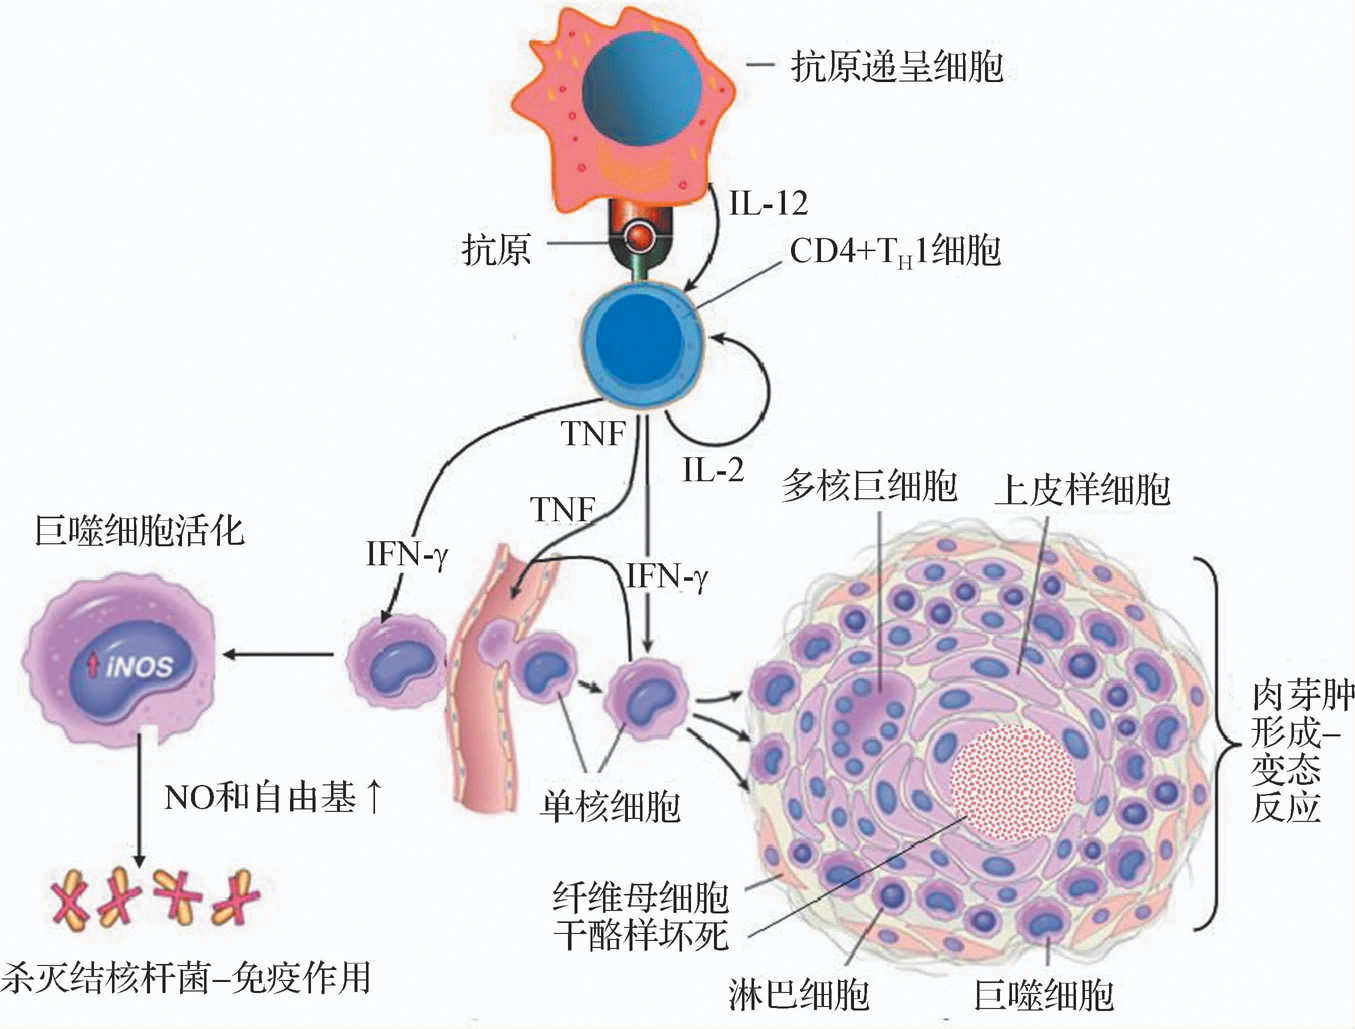 抗原递呈细胞
IL-12
抗原
CD4+TH1细胞
TNF
IL-2
多核巨细胞
上皮样细胞
TNF
巨噬细胞活化
IFN-γ
IFN-γ
iNOS
肉芽肿
形成-
变态
反应
NO和自由基↑
单核细胞
纤维母细胞
干酪样坏死
杀灭结核杆菌-免疫作用
淋巴细胞
巨噬细胞